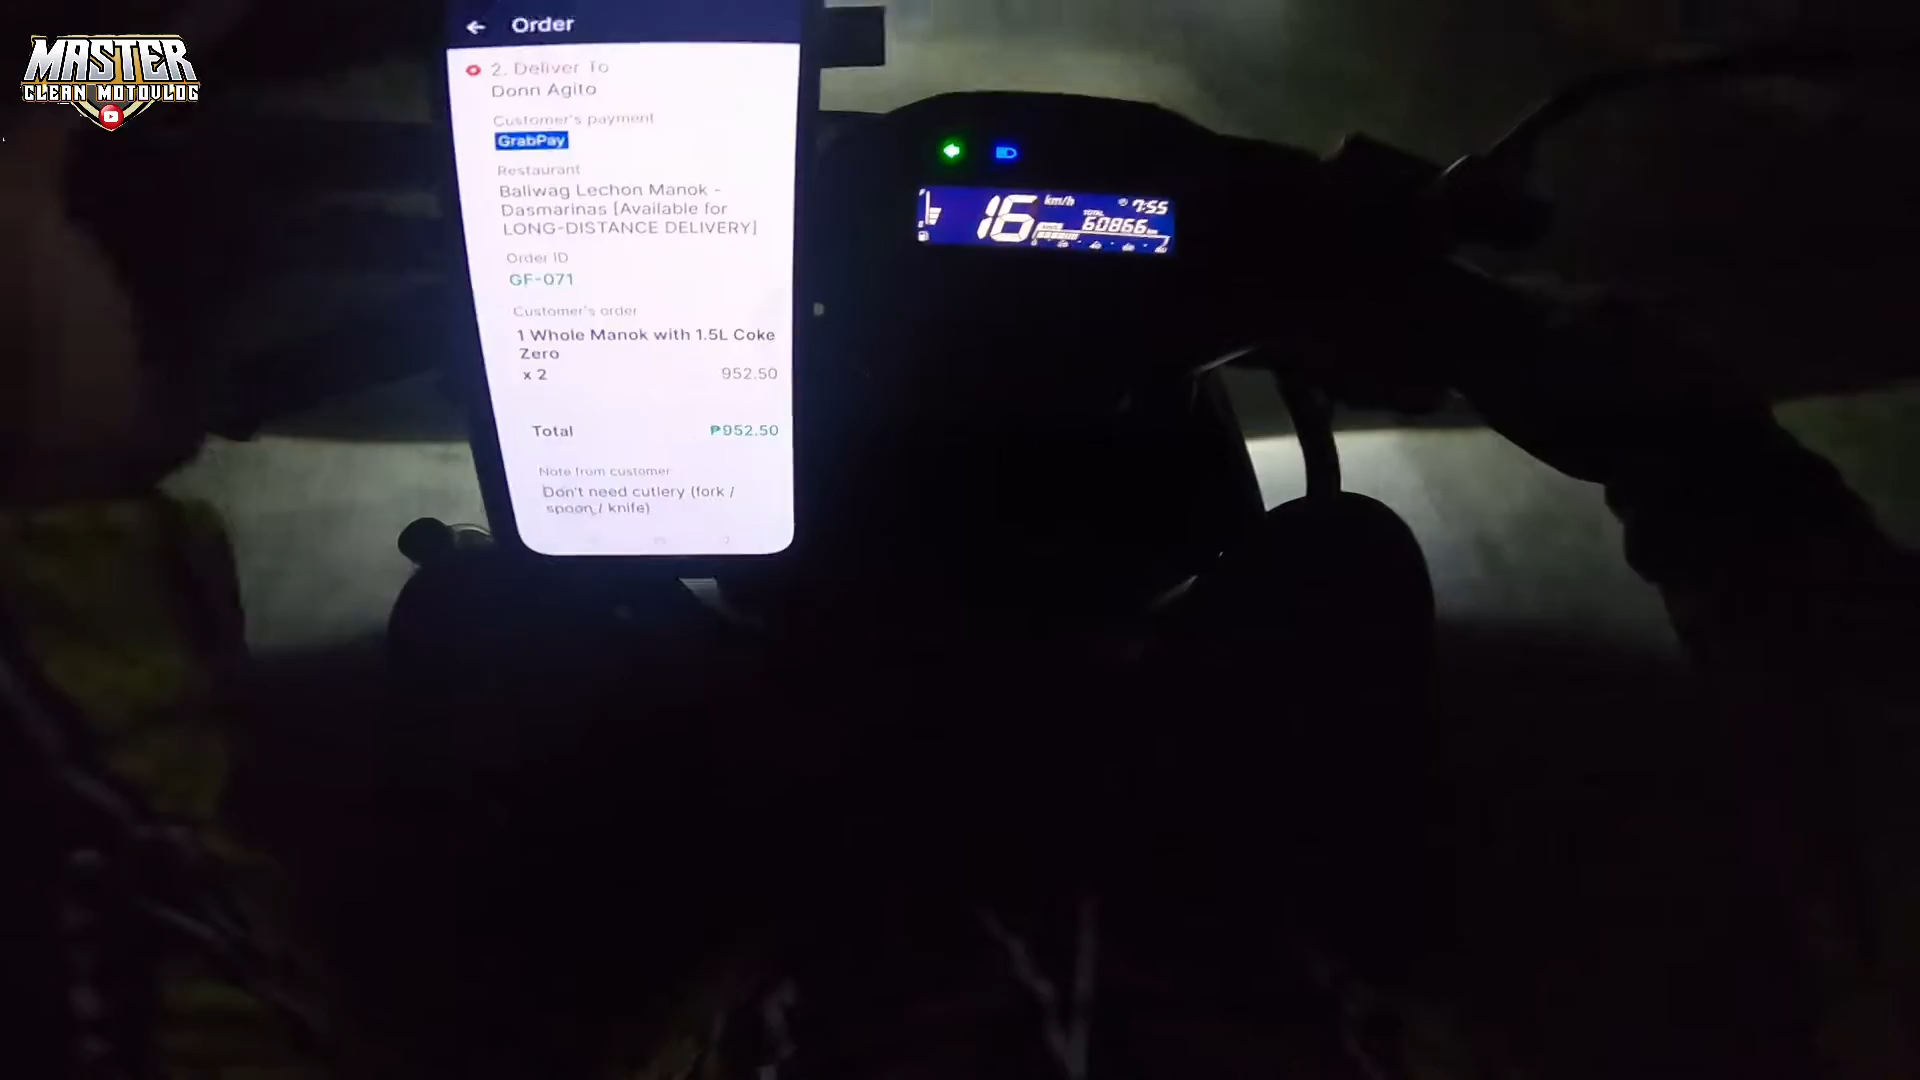 MASTER
CLEAN MOTOVLOG
Order
2. Deliver To
Donn Agito
Customer's payment
GrabPay
Restaurant
Baliwag Lechon Manok -
Dasmarinas [Available for
LONG-DISTANCE DELIVERY]
Order ID
GF-071
Customer's order
1 Whole Manok with 1.5L Coke
Zero
x 2 952.50
Total ₱952.50
Note from customer
Don't need cutlery (fork /
spoon / knife)
16 km/h
7:55
TOTAL
60866 km